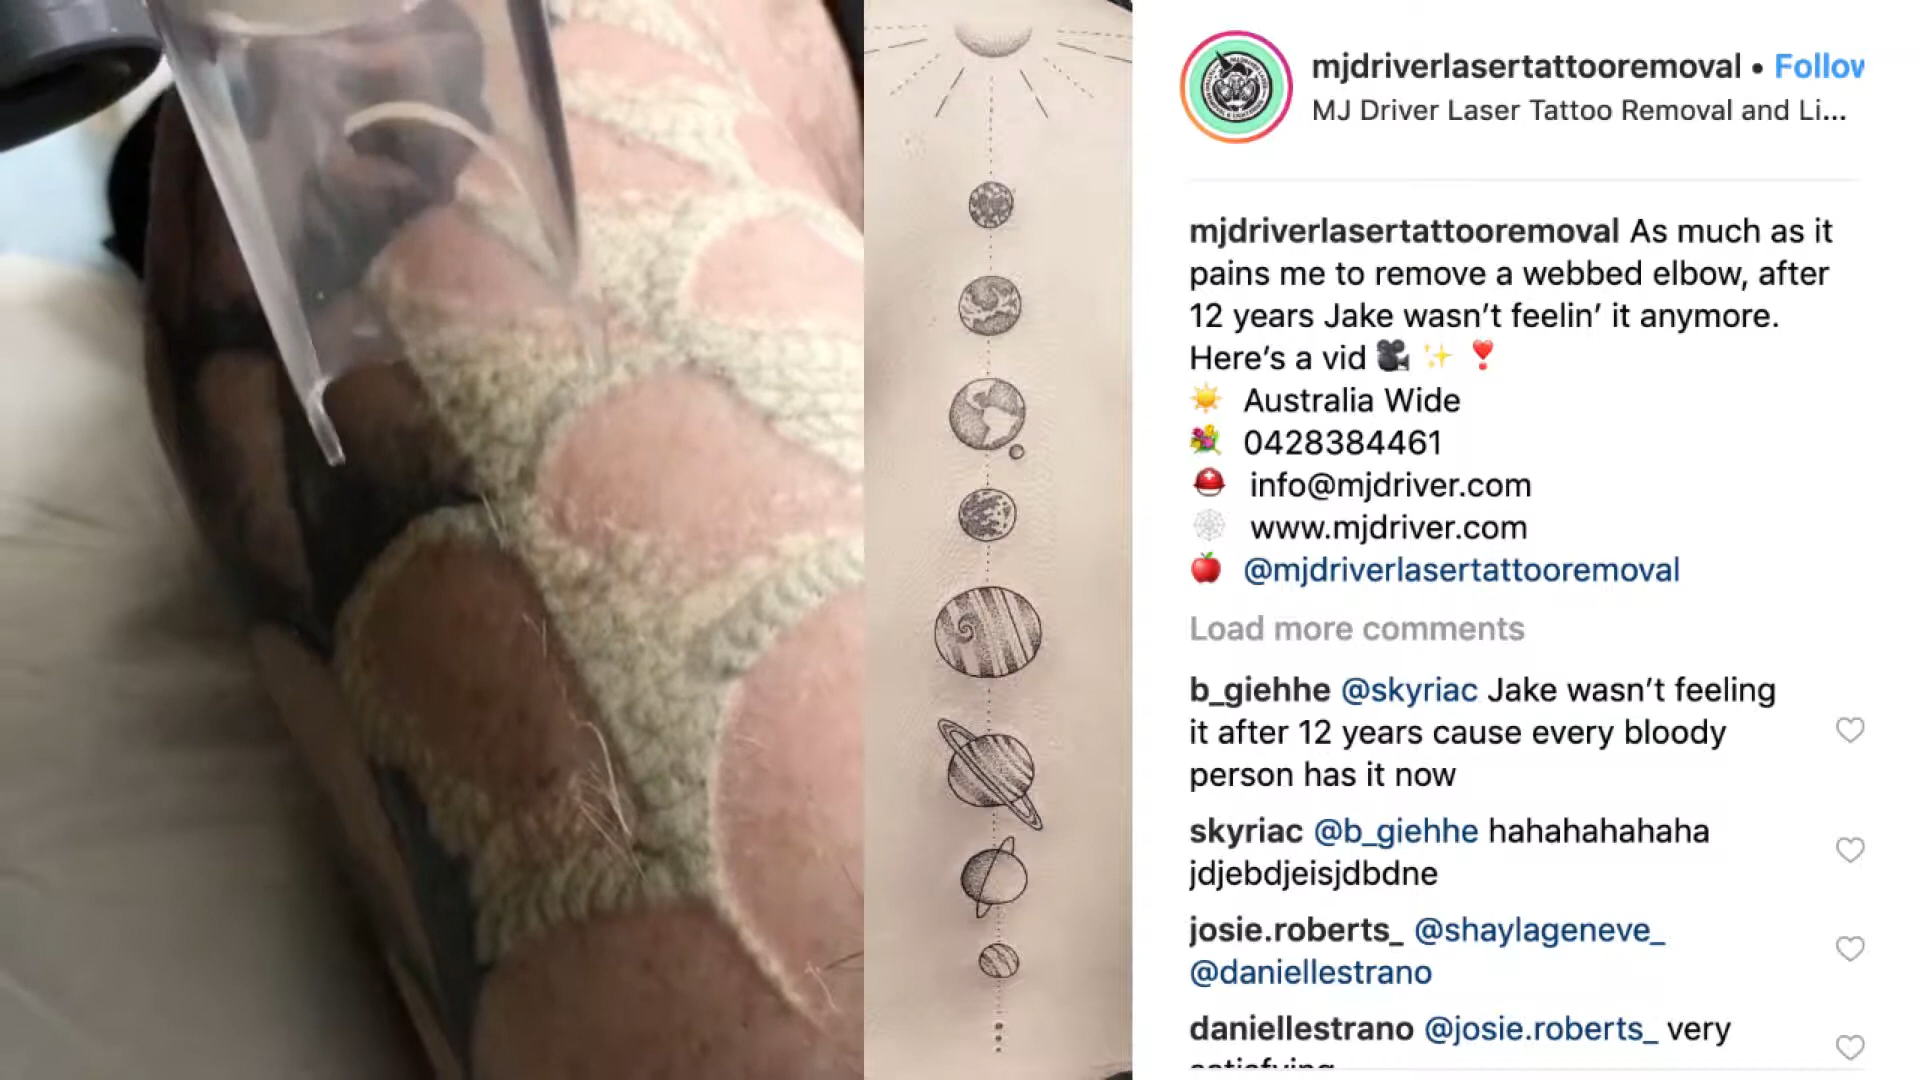 mjdriverlasertattooremoval • Follow
MJ Driver Laser Tattoo Removal and Li...
mjdriverlasertattooremoval As much as it
pains me to remove a webbed elbow, after
12 years Jake wasn’t feelin’ it anymore.
Here’s a vid 🎥 ✨ ❣️
☀️ Australia Wide
💐 0428384461
⛑ info@mjdriver.com
🕸 www.mjdriver.com
🍎 @mjdriverlasertattooremoval
Load more comments
b_giehhe @skyriac Jake wasn’t feeling
it after 12 years cause every bloody
person has it now
skyriac @b_giehhe hahahahahaha
jdjebdjeisjdbdne
josie.roberts_ @shaylageneve_
@daniellestrano
daniellestrano @josie.roberts_ very
satisfying